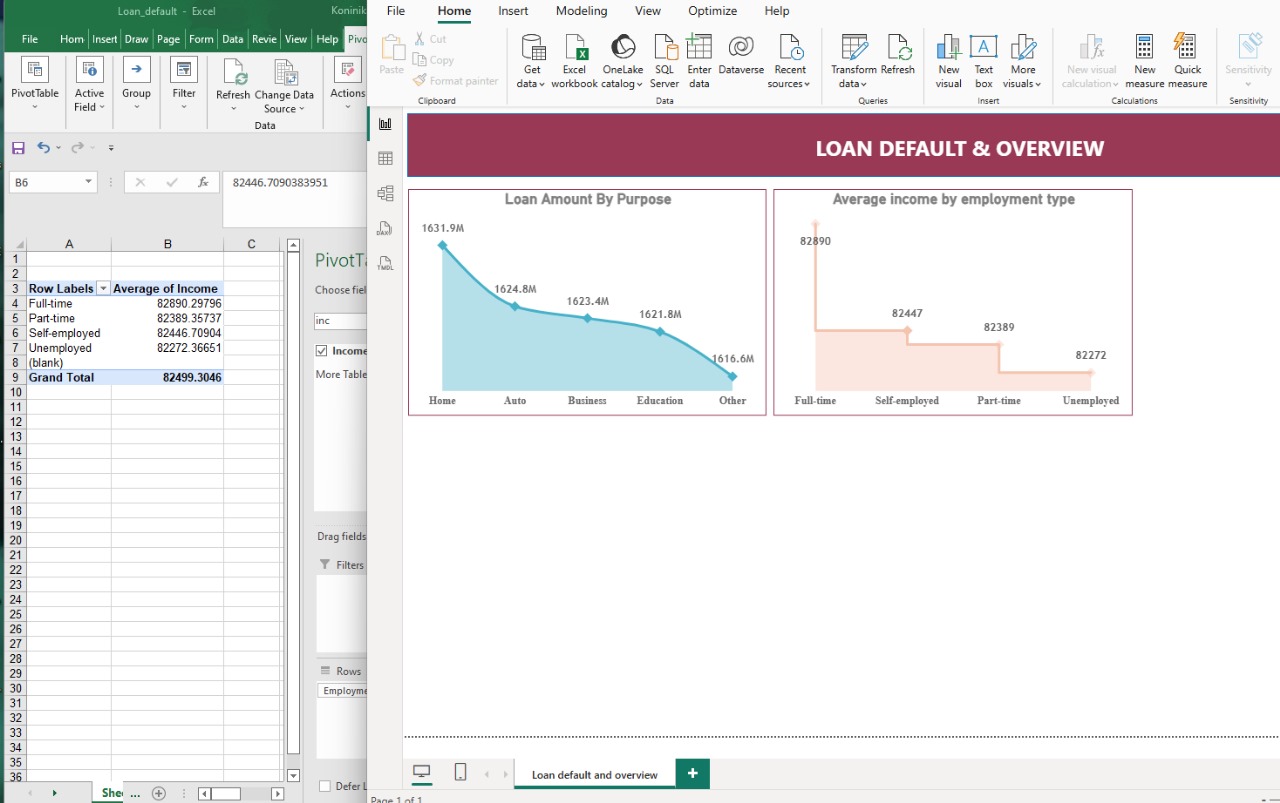 Loan_default - Excel
Koninik
File Hom Insert Draw Page Form Data Revie View Help Pivo
PivotTable
Active Field
Group
Filter
Refresh
Change Data Source
Actions
Data
B6
fx
82446.7090383951
A B C
1
2
3 Row Labels Average of Income
4 Full-time 82890.29796
5 Part-time 82389.35737
6 Self-employed 82446.70904
7 Unemployed 82272.36651
8 (blank)
9 Grand Total 82499.3046
10
11
12
13
14
15
16
17
18
19
20
21
22
23
24
25
26
27
28
29
30
31
32
33
34
35
36
PivotTa
Choose fiel
inc
Income
More Table
Drag fields
Filters
Rows
Employme
Defer L
Shee ...
File Home Insert Modeling View Optimize Help
Paste
Cut
Copy
Format painter
Clipboard
Get data
Excel workbook
OneLake catalog
SQL Server
Enter data
Dataverse
Recent sources
Data
Transform data
Refresh
Queries
New visual
Text box
More visuals
Insert
New visual calculation
New measure
Quick measure
Calculations
Sensitivity
Sensitivity
DAX
TMDL
LOAN DEFAULT & OVERVIEW
Loan Amount By Purpose
1631.9M
1624.8M
1623.4M
1621.8M
1616.6M
Home Auto Business Education Other
Average income by employment type
82890
82447
82389
82272
Full-time Self-employed Part-time Unemployed
Loan default and overview
+
Page 1 of 1